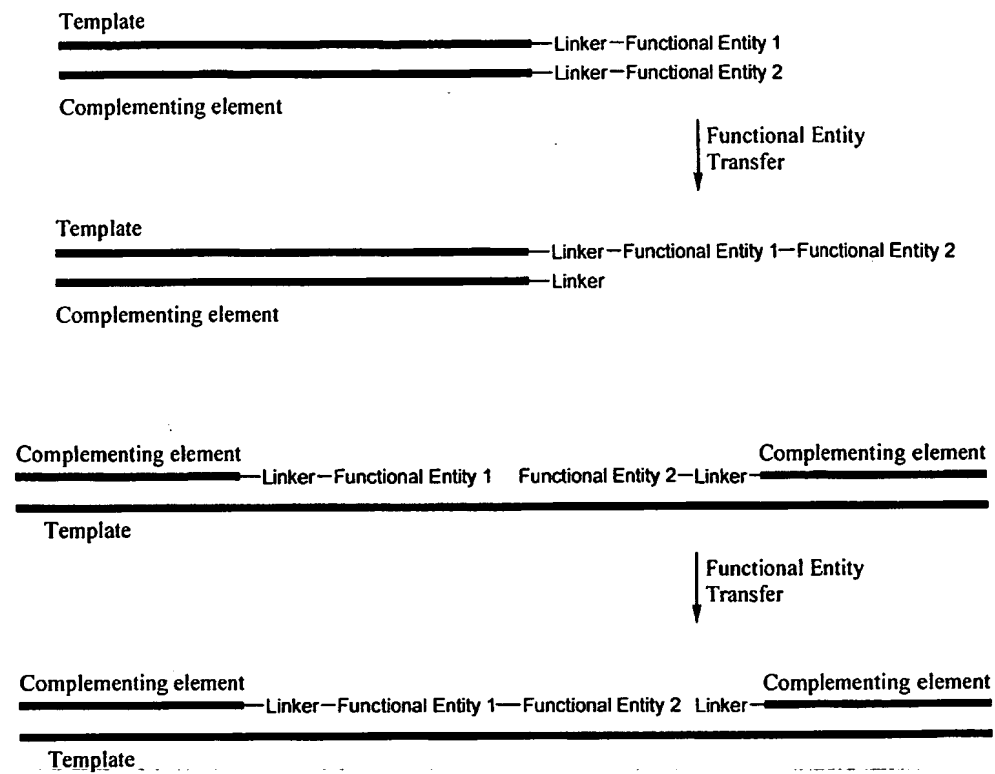 Template
Linker—Functional Entity 1
Linker—Functional Entity 2
Complementing element
Functional Entity
Transfer
Template
Linker—Functional Entity 1—Functional Entity 2
Linker
Complementing element
Complementing element
Complementing element
Linker—Functional Entity 1 Functional Entity 2—Linker
Template
Functional Entity
Transfer
Complementing element
Complementing element
Linker—Functional Entity 1—Functional Entity 2 Linker
Template